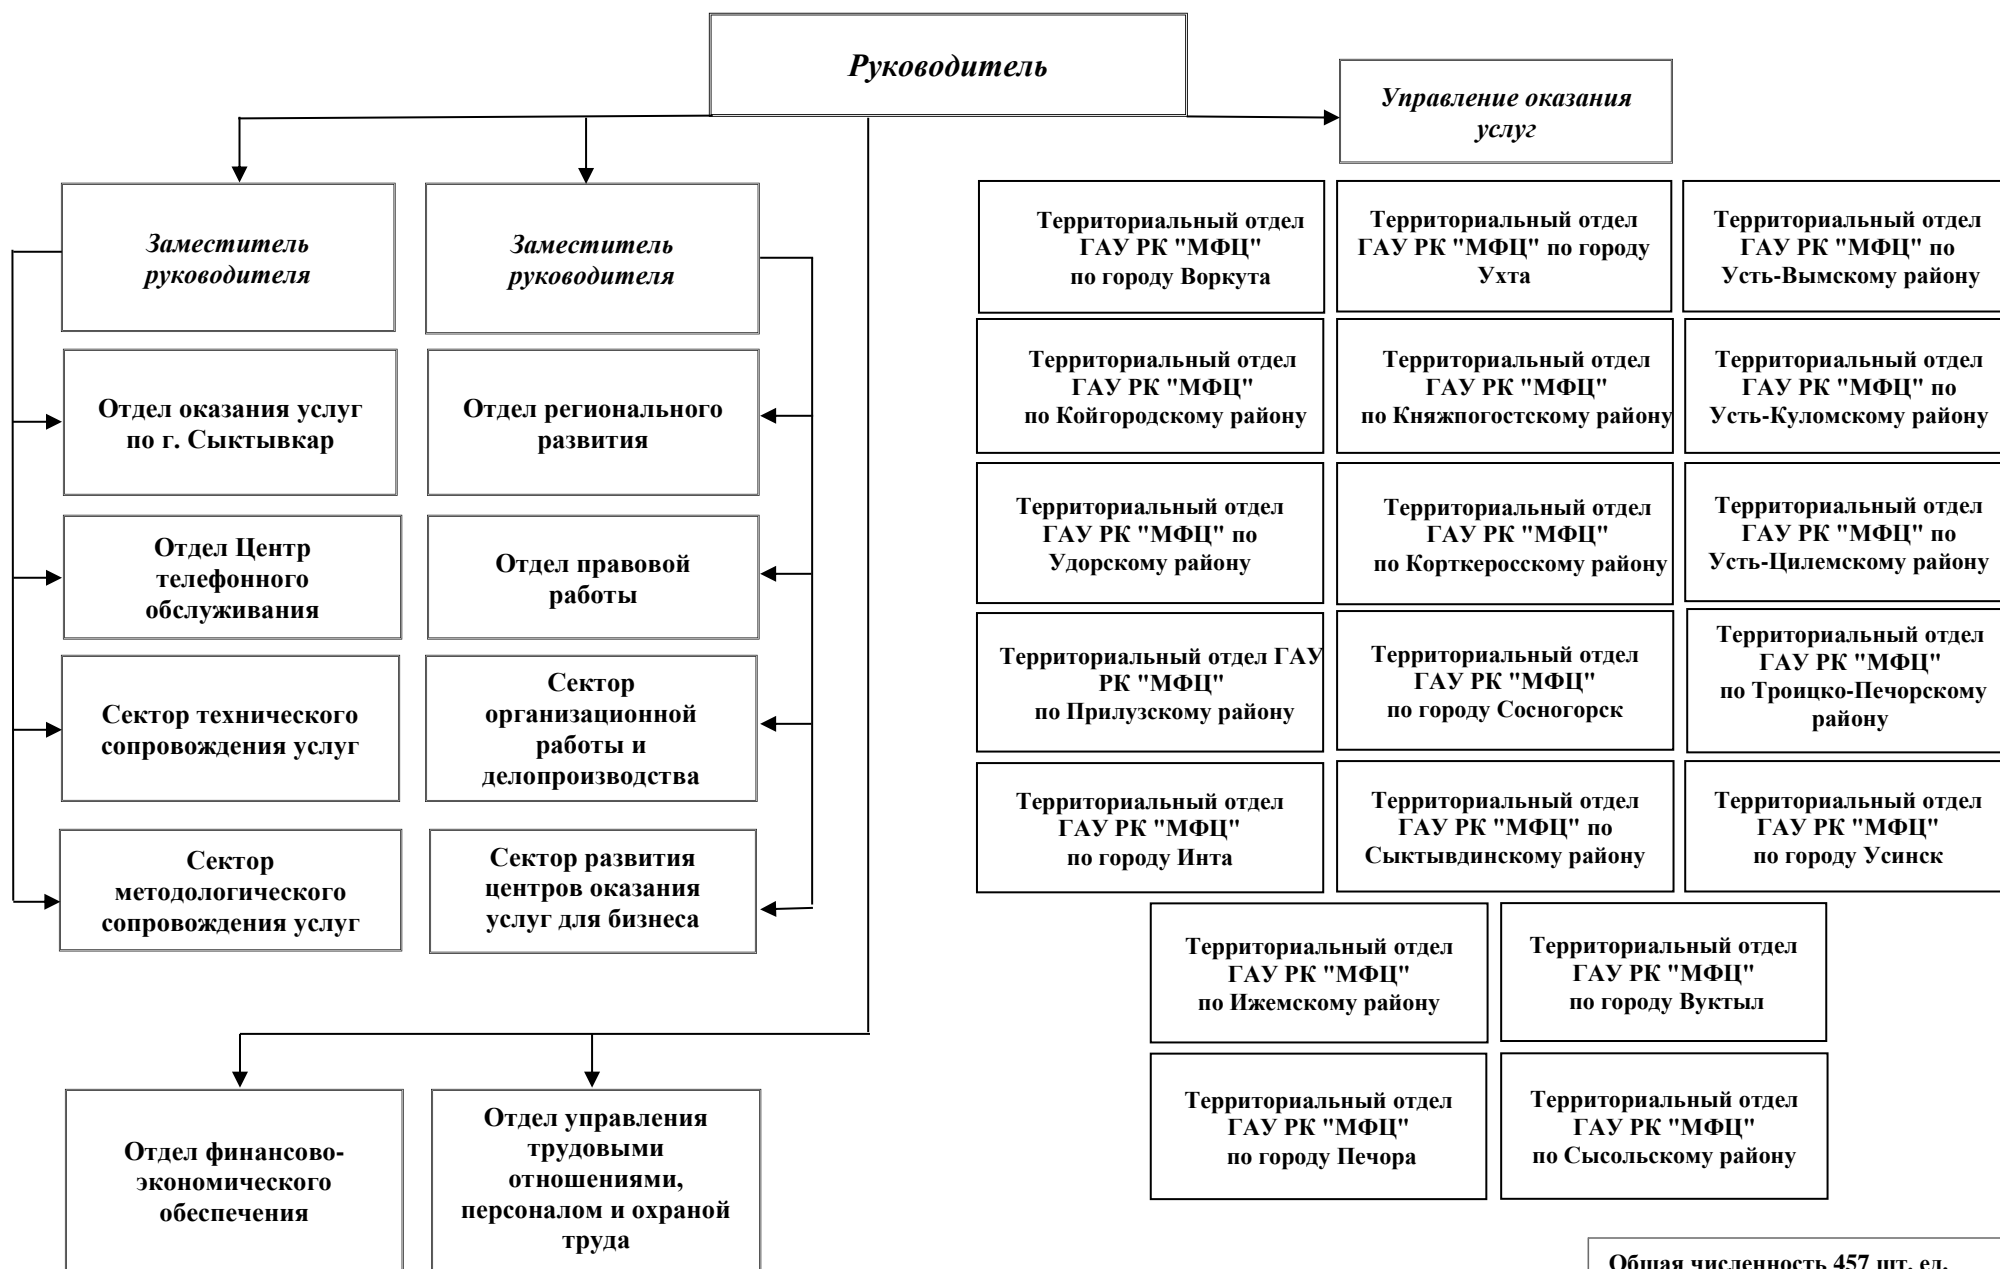 Руководитель
Управление оказания
услуг
Заместитель
руководителя
Заместитель
руководителя
Отдел оказания услуг
по г. Сыктывкар
Отдел регионального
развития
Отдел Центр
телефонного
обслуживания
Отдел правовой
работы
Сектор технического
сопровождения услуг
Сектор
организационной
работы и
делопроизводства
Сектор
методологического
сопровождения услуг
Сектор развития
центров оказания
услуг для бизнеса
Отдел финансово-
экономического
обеспечения
Отдел управления
трудовыми
отношениями,
персоналом и охраной
труда
Территориальный отдел
ГАУ РК "МФЦ"
по городу Воркута
Территориальный отдел
ГАУ РК "МФЦ" по городу
Ухта
Территориальный отдел
ГАУ РК "МФЦ" по
Усть-Вымскому району
Территориальный отдел
ГАУ РК "МФЦ"
по Койгородскому району
Территориальный отдел
ГАУ РК "МФЦ"
по Княжпогостскому району
Территориальный отдел
ГАУ РК "МФЦ" по
Усть-Куломскому району
Территориальный отдел
ГАУ РК "МФЦ" по
Удорскому району
Территориальный отдел
ГАУ РК "МФЦ"
по Корткеросскому району
Территориальный отдел
ГАУ РК "МФЦ" по
Усть-Цилемскому району
Территориальный отдел ГАУ
РК "МФЦ"
по Прилузскому району
Территориальный отдел
ГАУ РК "МФЦ"
по городу Сосногорск
Территориальный отдел
ГАУ РК "МФЦ"
по Троицко-Печорскому
району
Территориальный отдел
ГАУ РК "МФЦ"
по городу Инта
Территориальный отдел
ГАУ РК "МФЦ" по
Сыктывдинскому району
Территориальный отдел
ГАУ РК "МФЦ"
по городу Усинск
Территориальный отдел
ГАУ РК "МФЦ"
по Ижемскому району
Территориальный отдел
ГАУ РК "МФЦ"
по городу Вуктыл
Территориальный отдел
ГАУ РК "МФЦ"
по городу Печора
Территориальный отдел
ГАУ РК "МФЦ"
по Сысольскому району
Общая численность 457 шт. ед.